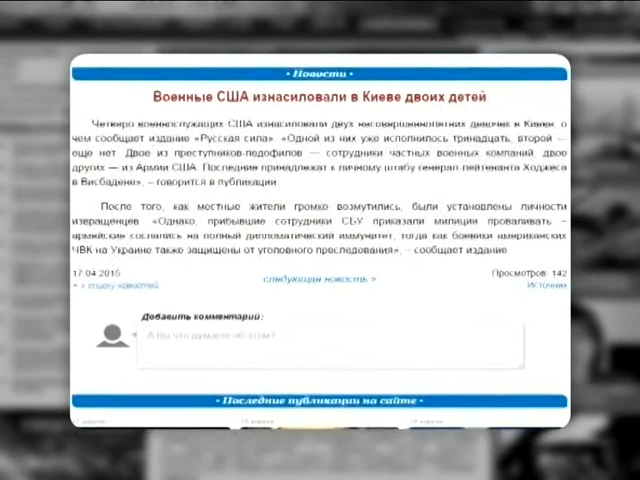 • Новости •
Военные США изнасиловали в Киеве двоих детей
Четверо военнослужащих США изнасиловали двух несовершеннолетних девочек в Киеве, о
чем сообщает издание «Русская сила». «Одной из них уже исполнилось тринадцать, второй —
еще нет. Двое из преступников-педофилов — сотрудники частных военных компаний, двое
других — из Армии США. Последние принадлежат к личному штабу генерал-лейтенанта Ходжеса
в Висбадене», – говорится в публикации.
После того, как местные жители громко возмутились, были установлены личности
извращенцев. «Однако, прибывшие сотрудники СБУ приказали милиции проваливать –
армейские сослались на полный дипломатический иммунитет, тогда как боевики американских
ЧВК на Украине также защищены от уголовного преследования», – сообщает издание
17.04.2015
следующая новость >
Просмотров: 142
< к списку новостей
Источник
Добавить комментарий:
А Вы что думаете об этом?
• Последние публикации на сайте •